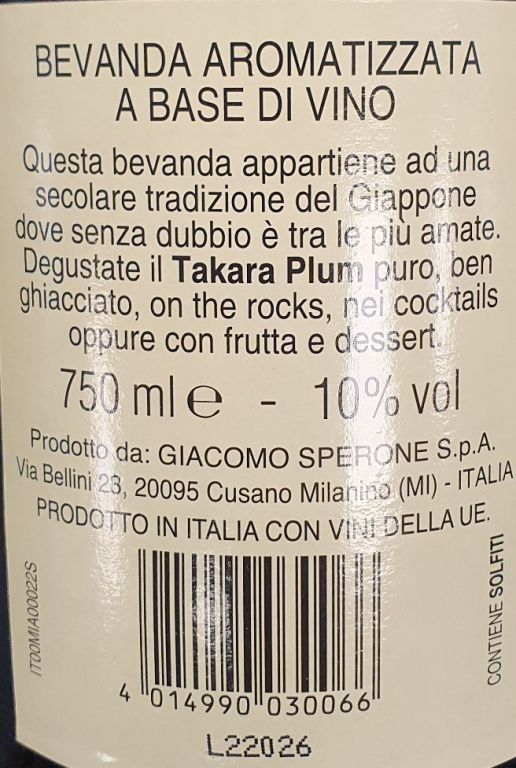 BEVANDA AROMATIZZATA
A BASE DI VINO
Questa bevanda appartiene ad una
secolare tradizione del Giappone
dove senza dubbio è tra le più amate.
Degustate il Takara Plum puro, ben
ghiacciato, on the rocks, nei cocktails
oppure con frutta e dessert.
750 ml e - 10% vol
Prodotto da: GIACOMO SPERONE S.p.A.
Via Bellini 23, 20095 Cusano Milanino (MI) - ITALIA
PRODOTTO IN ITALIA CON VINI DELLA UE.
IT00MIA00022S
CONTIENE SOLFITI
4 014990 030066
L22026